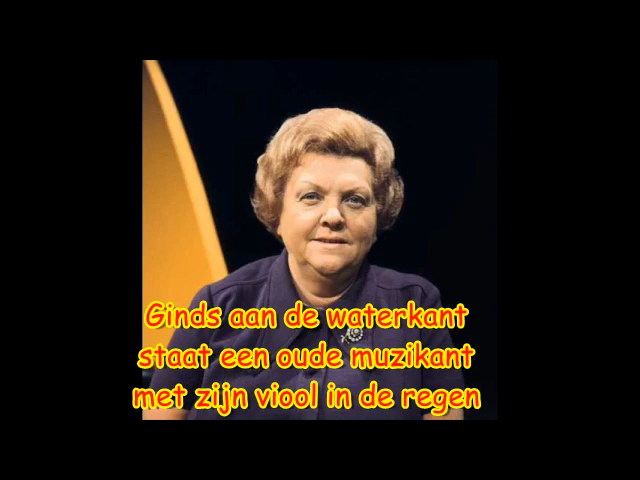 Ginds aan de waterkant
staat een oude muzikant
met zijn viool in de regen